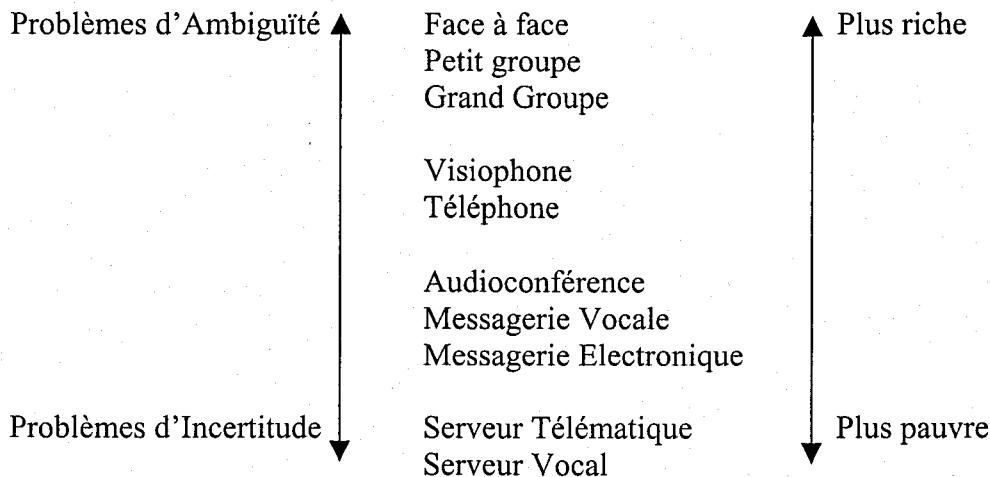 Problèmes d'Ambiguïté Face à face Plus riche
Petit groupe
Grand Groupe
Visiophone
Téléphone
Audioconférence
Messagerie Vocale
Messagerie Electronique
Problèmes d'Incertitude Serveur Télématique Plus pauvre
Serveur Vocal